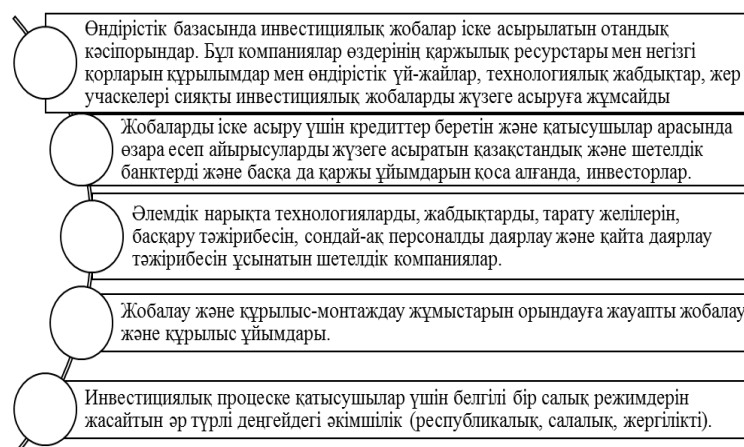 Өндірістік базасында инвестициялық жобалар іске асырылатын отандық
кәсіпорындар. Бұл компаниялар өздерінің қаржылық ресурстары мен негізгі
қорларын құрылымдар мен өндірістік үй-жайлар, технологиялық жабдықтар, жер
учаскелері сияқты инвестициялық жобаларды жүзеге асыруға жұмсайды
Жобаларды іске асыру үшін кредиттер беретін және қатысушылар арасында
өзара есеп айырысуларды жүзеге асыратын қазақстандық және шетелдік
банктерді және басқа да қаржы ұйымдарын қоса алғанда, инвесторлар.
Әлемдік нарықта технологияларды, жабдықтарды, тарату желілерін,
басқару тәжірибесін, сондай-ақ персоналды даярлау және қайта даярлау
тәжірибесін ұсынатын шетелдік компаниялар.
Жобалау және құрылыс-монтаждау жұмыстарын орындауға жауапты жобалау
және құрылыс ұйымдары.
Инвестициялық процеске қатысушылар үшін белгілі бір салық режимдерін
жасайтын әр түрлі деңгейдегі әкімшілік (республикалық, салалық, жергілікті).